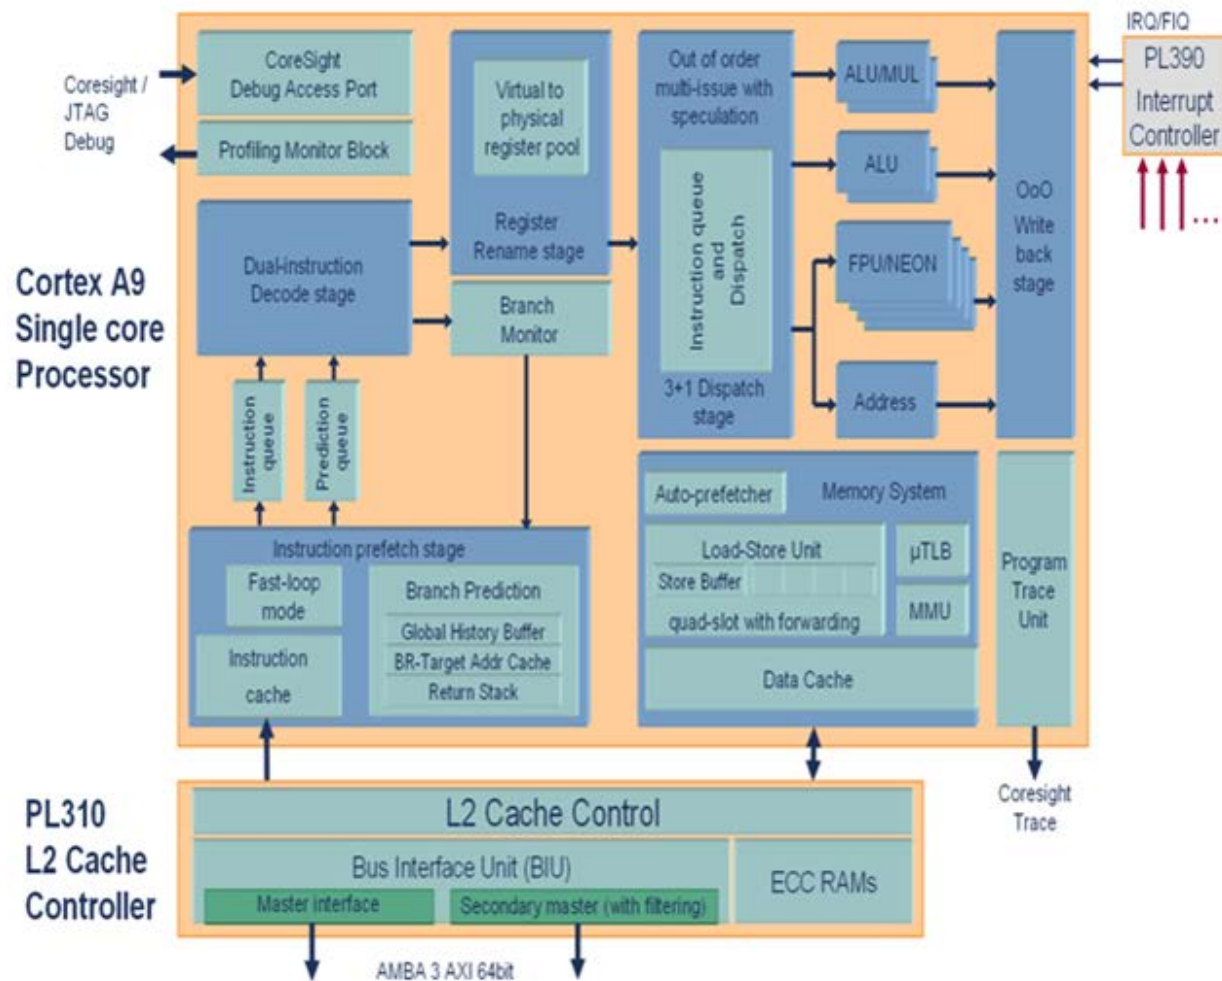 IRQ/FIQ
PL390
Interrupt
Controller
...
Coresight /
JTAG
Debug
CoreSight
Debug Access Port
Profiling Monitor Block
Virtual to
physical
register pool
Register
Rename stage
Out of order
multi-issue with
speculation
Instruction queue
and
Dispatch
3+1 Dispatch
stage
ALU/MUL
ALU
FPU/NEON
Address
OoO
Write
back
stage
Cortex A9
Single core
Processor
Dual-instruction
Decode stage
Branch
Monitor
Instruction
queue
Prediction
queue
Instruction prefetch stage
Fast-loop
mode
Instruction
cache
Branch Prediction
Global History Buffer
BR-Target Addr Cache
Return Stack
Auto-prefetcher
Memory System
Load-Store Unit
Store Buffer
quad-slot with forwarding
µTLB
MMU
Data Cache
Program
Trace
Unit
Coresight
Trace
PL310
L2 Cache
Controller
L2 Cache Control
Bus Interface Unit (BIU)
Master interface
Secondary master (with filtering)
ECC RAMs
AMBA 3 AXI 64bit